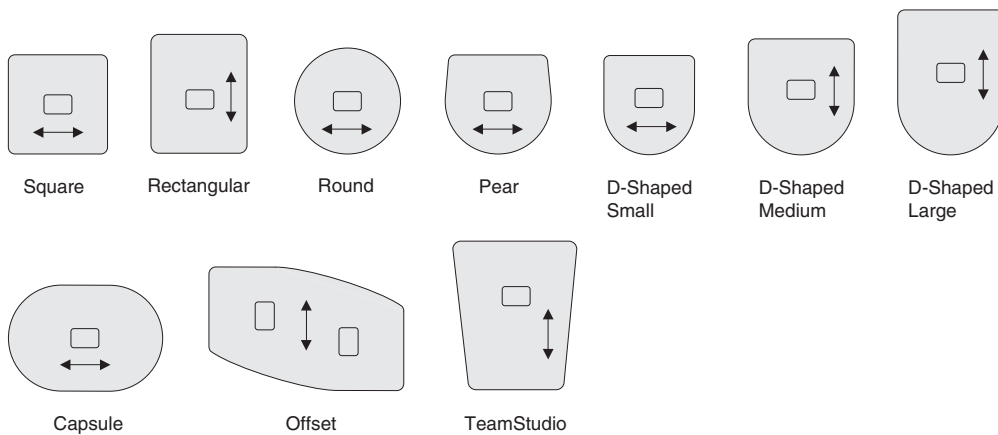 Square
Rectangular
Round
Pear
D-Shaped
Small
D-Shaped
Medium
D-Shaped
Large
Capsule
Offset
TeamStudio